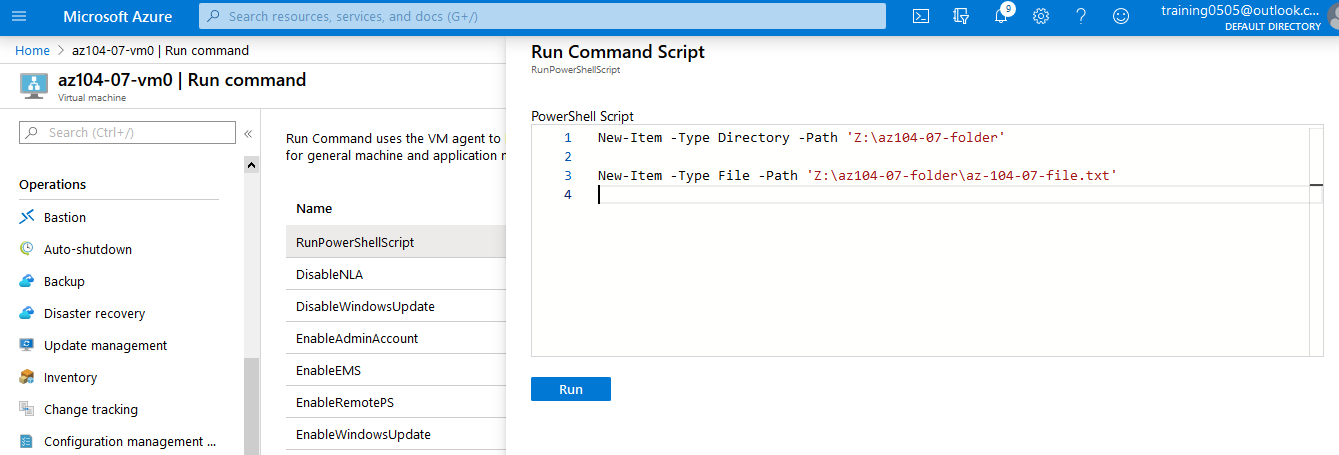 Microsoft Azure
Search resources, services, and docs (G+/)
9
training0505@outlook.c...
DEFAULT DIRECTORY
Home > az104-07-vm0 | Run command
az104-07-vm0 | Run command
Virtual machine
Search (Ctrl+/)
«
Operations
Bastion
Auto-shutdown
Backup
Disaster recovery
Update management
Inventory
Change tracking
Configuration management ...
Run Command uses the VM agent to
for general machine and application
Name
RunPowerShellScript
DisableNLA
DisableWindowsUpdate
EnableAdminAccount
EnableEMS
EnableRemotePS
EnableWindowsUpdate
Run Command Script
RunPowerShellScript
PowerShell Script
1 New-Item -Type Directory -Path 'Z:\az104-07-folder'
2
3 New-Item -Type File -Path 'Z:\az104-07-folder\az-104-07-file.txt'
4
Run